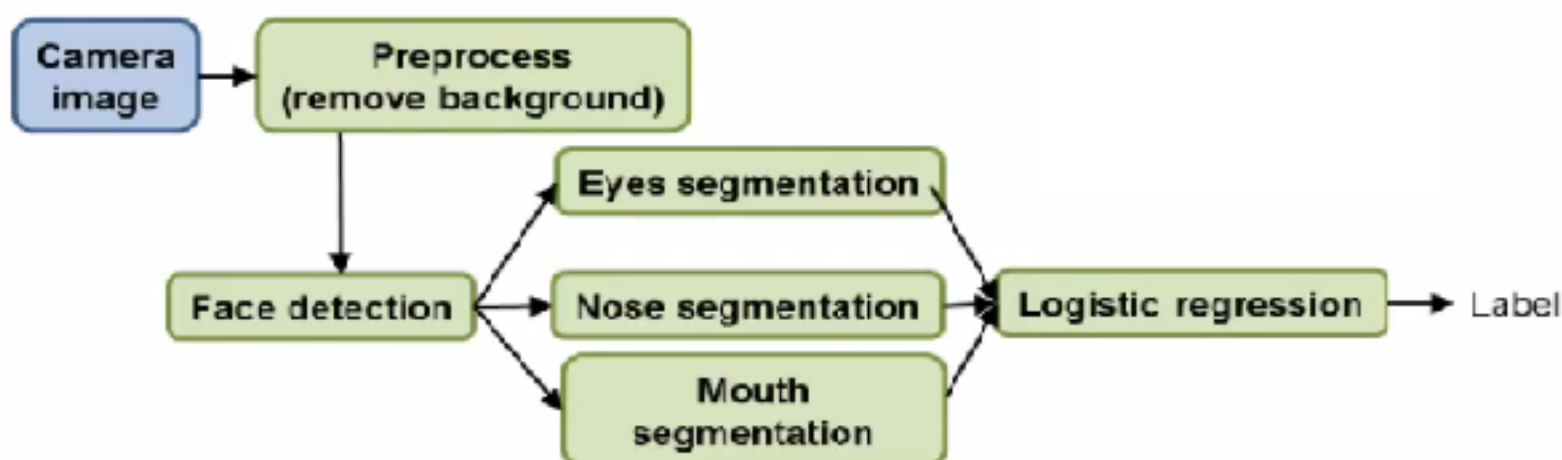 Camera
image
Preprocess
(remove background)
Eyes segmentation
Face detection
Nose segmentation
Logistic regression
Label
Mouth
segmentation